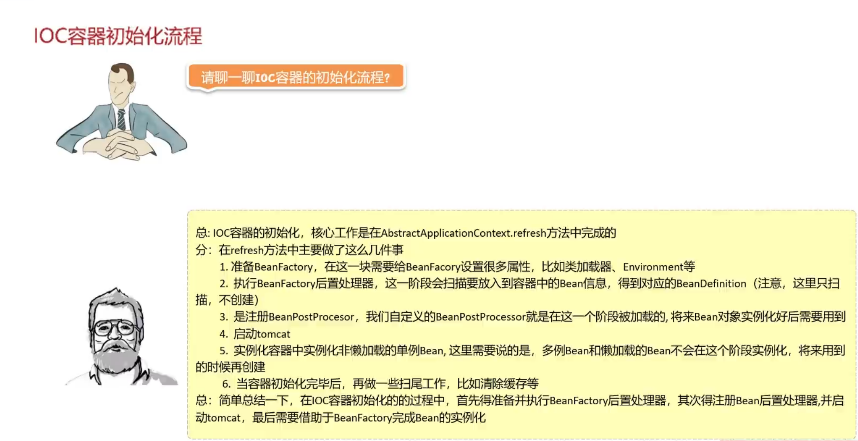 IOC容器初始化流程
请聊一聊IOC容器的初始化流程?
总: IOC容器的初始化，核心工作是在AbstractApplicationContext.refresh方法中完成的
分：在refresh方法中主要做了这么几件事
1. 准备BeanFactory，在这一块需要给BeanFacory设置很多属性，比如类加载器、Environment等
2. 执行BeanFactory后置处理器，这一阶段会扫描要放入到容器中的Bean信息，得到对应的BeanDefinition（注意，这里只扫
描，不创建）
3. 是注册BeanPostProcesor，我们自定义的BeanPostProcessor就是在这一个阶段被加载的, 将来Bean对象实例化好后需要用到
4. 启动tomcat
5. 实例化容器中实例化非懒加载的单例Bean, 这里需要说的是，多例Bean和懒加载的Bean不会在这个阶段实例化，将来用到
的时候再创建
6. 当容器初始化完毕后，再做一些扫尾工作，比如清除缓存等
总：简单总结一下，在IOC容器初始化的的过程中，首先得准备并执行BeanFactory后置处理器，其次得注册Bean后置处理器,并启
动tomcat，最后需要借助于BeanFactory完成Bean的实例化